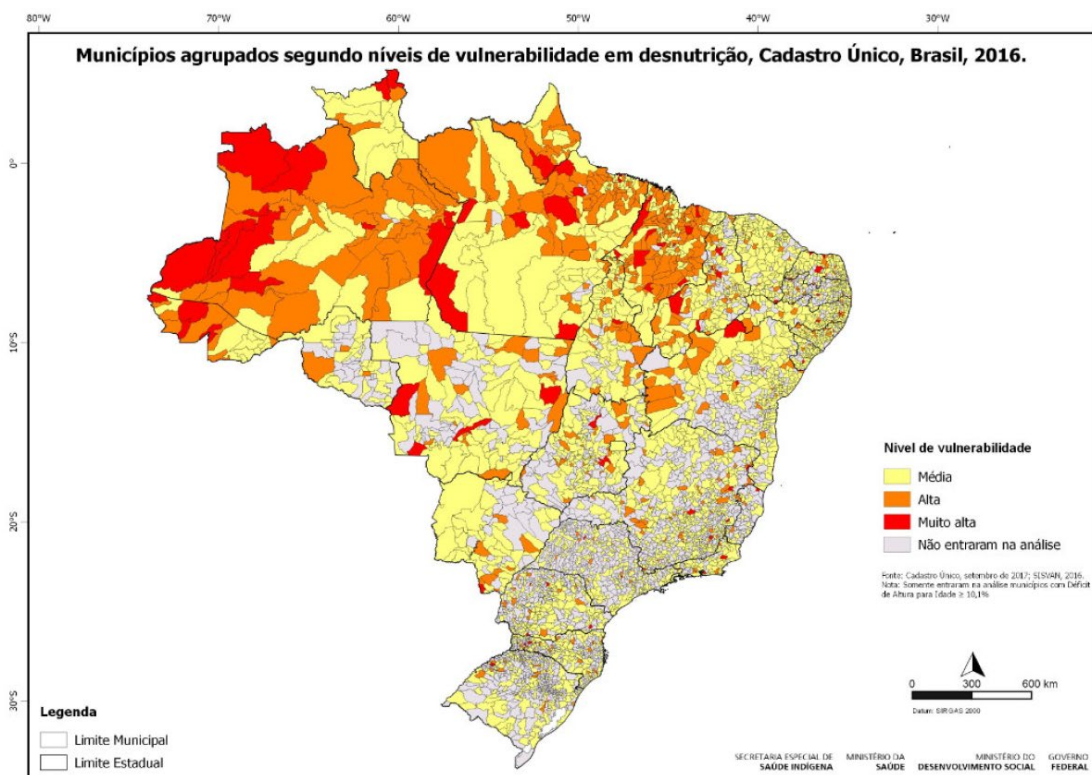 80°W 70°W 60°W 50°W 40°W 30°W
Municípios agrupados segundo níveis de vulnerabilidade em desnutrição, Cadastro Único, Brasil, 2016.
0°
10°S
20°S
30°S
Nível de vulnerabilidade
Média
Alta
Muito alta
Não entraram na análise
Fonte: Cadastro Único, setembro de 2017; SISVAN, 2016.
Nota: Somente entraram na análise municípios com Déficit
de Altura para Idade ≥ 10,1%
0 300 600 km
Datum: SIRGAS 2000
Legenda
Limite Municipal
Limite Estadual
SECRETARIA ESPECIAL DE MINISTÉRIO DA MINISTÉRIO DO GOVERNO
SAÚDE INDÍGENA SAÚDE DESENVOLVIMENTO SOCIAL FEDERAL